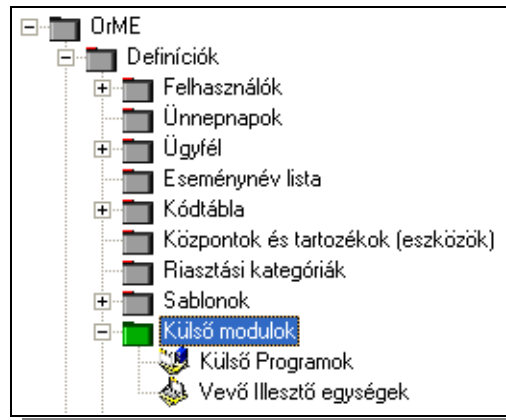 OrME
Definíciók
Felhasználók
Ünnepnapok
Ügyfél
Eseménynév lista
Kódtábla
Központok és tartozékok (eszközök)
Riasztási kategóriák
Sablonok
Külső modulok
Külső Programok
Vevő Illesztő egységek